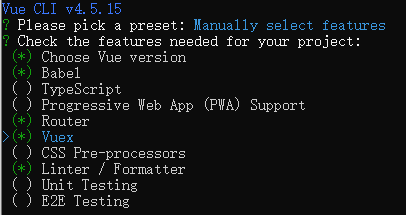 Vue CLI v4.5.15
? Please pick a preset: Manually select features
? Check the features needed for your project:
(*) Choose Vue version
(*) Babel
( ) TypeScript
( ) Progressive Web App (PWA) Support
(*) Router
>(*) Vuex
( ) CSS Pre-processors
(*) Linter / Formatter
( ) Unit Testing
( ) E2E Testing